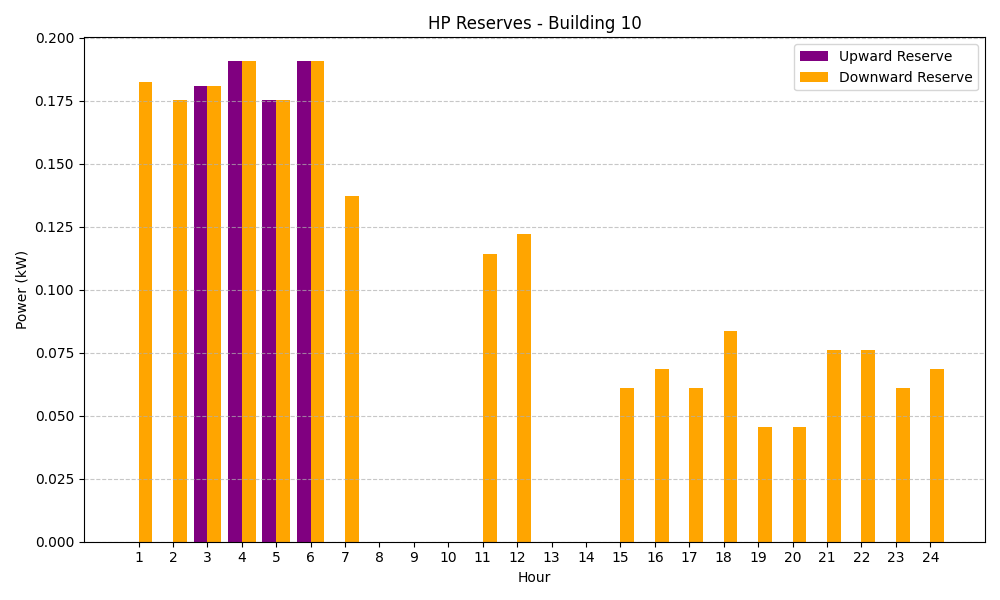 HP Reserves - Building 10
Upward Reserve
Downward Reserve
Power (kW)
0.200
0.175
0.150
0.125
0.100
0.075
0.050
0.025
0.000
1 2 3 4 5 6 7 8 9 10 11 12 13 14 15 16 17 18 19 20 21 22 23 24
Hour